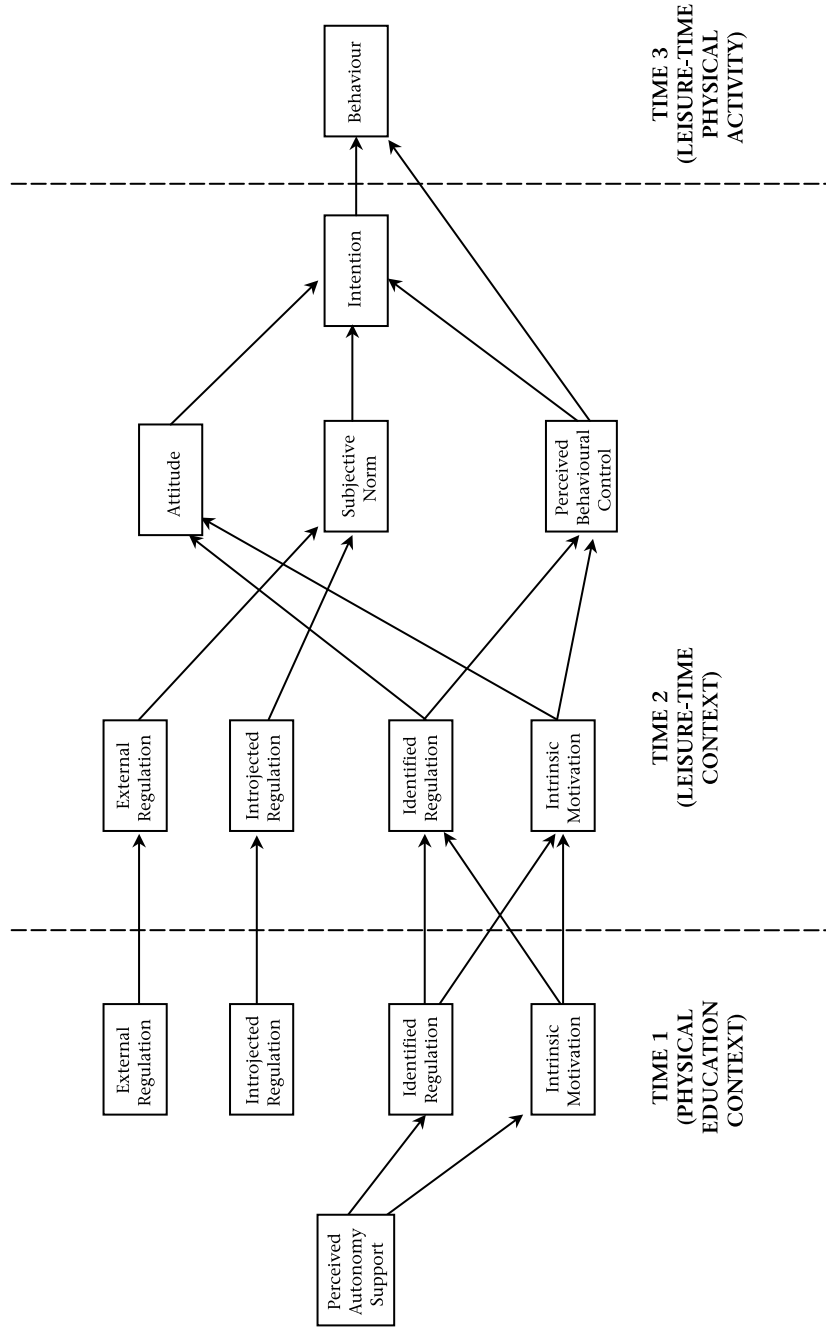 Perceived
Autonomy
Support
External
Regulation
Introjected
Regulation
Identified
Regulation
Intrinsic
Motivation
TIME 1
(PHYSICAL
EDUCATION
CONTEXT)
External
Regulation
Introjected
Regulation
Identified
Regulation
Intrinsic
Motivation
TIME 2
(LEISURE-TIME
CONTEXT)
Attitude
Subjective
Norm
Perceived
Behavioural
Control
Intention
Behaviour
TIME 3
(LEISURE-TIME
PHYSICAL
ACTIVITY)